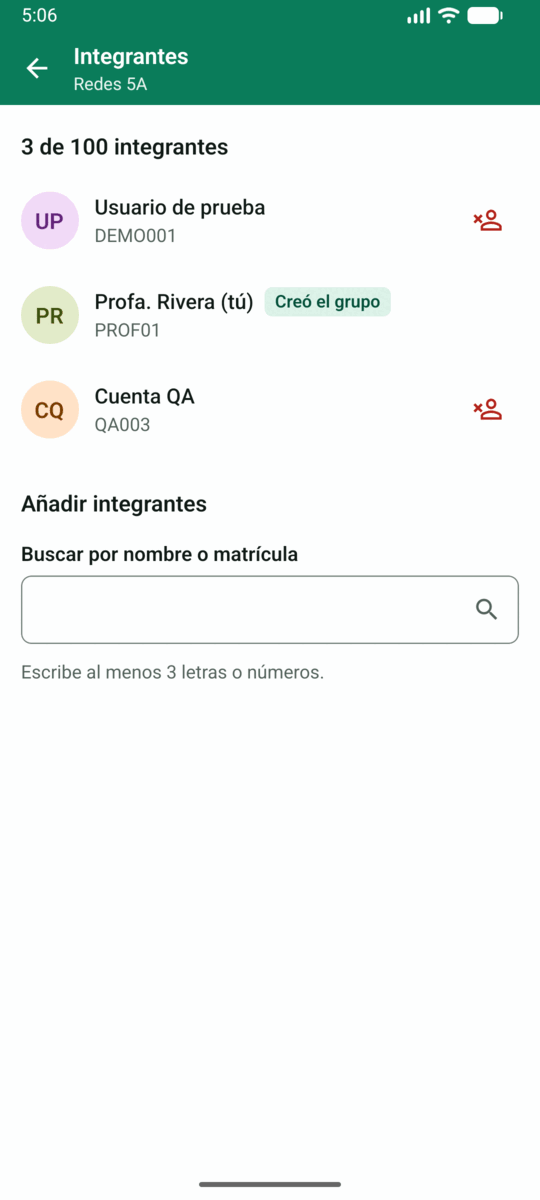 5:06
Integrantes
Redes 5A
3 de 100 integrantes
UP
Usuario de prueba
DEMO001
PR
Profa. Rivera (tú)
Creó el grupo
PROF01
CQ
Cuenta QA
QA003
Añadir integrantes
Buscar por nombre o matrícula
Escribe al menos 3 letras o números.